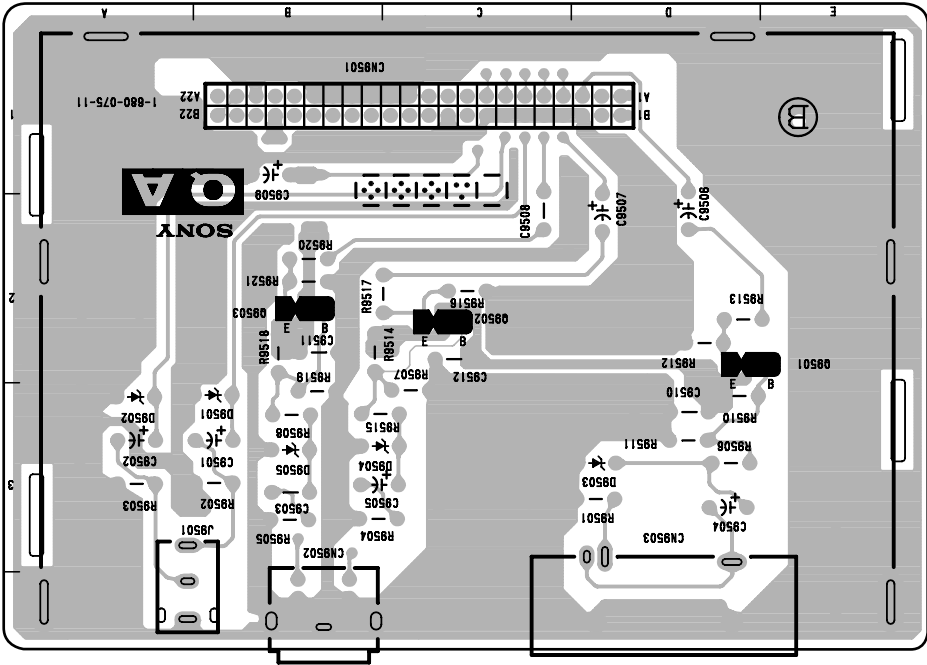 A B C D E
CN9501
1-680-075-11
A22 A1
B22 B1
1
B
C9509
QA
SONY
C9508
C9507
C9506
R9520
R9521
2
R9517
R9516
R9513
Q9503
E B
Q9502
E B
C9511
R9518
R9514
R9512
Q9501
E B
R9519
R9507
C9512
C9510
D9502
D9501
R9508
R9515
R9510
C9502
C9501
D9505
D9504
R9511
R9506
3
R9503
R9502
C9503
C9505
D9503
J9501
R9505
R9504
R9501
C9504
CN9502
CN9503